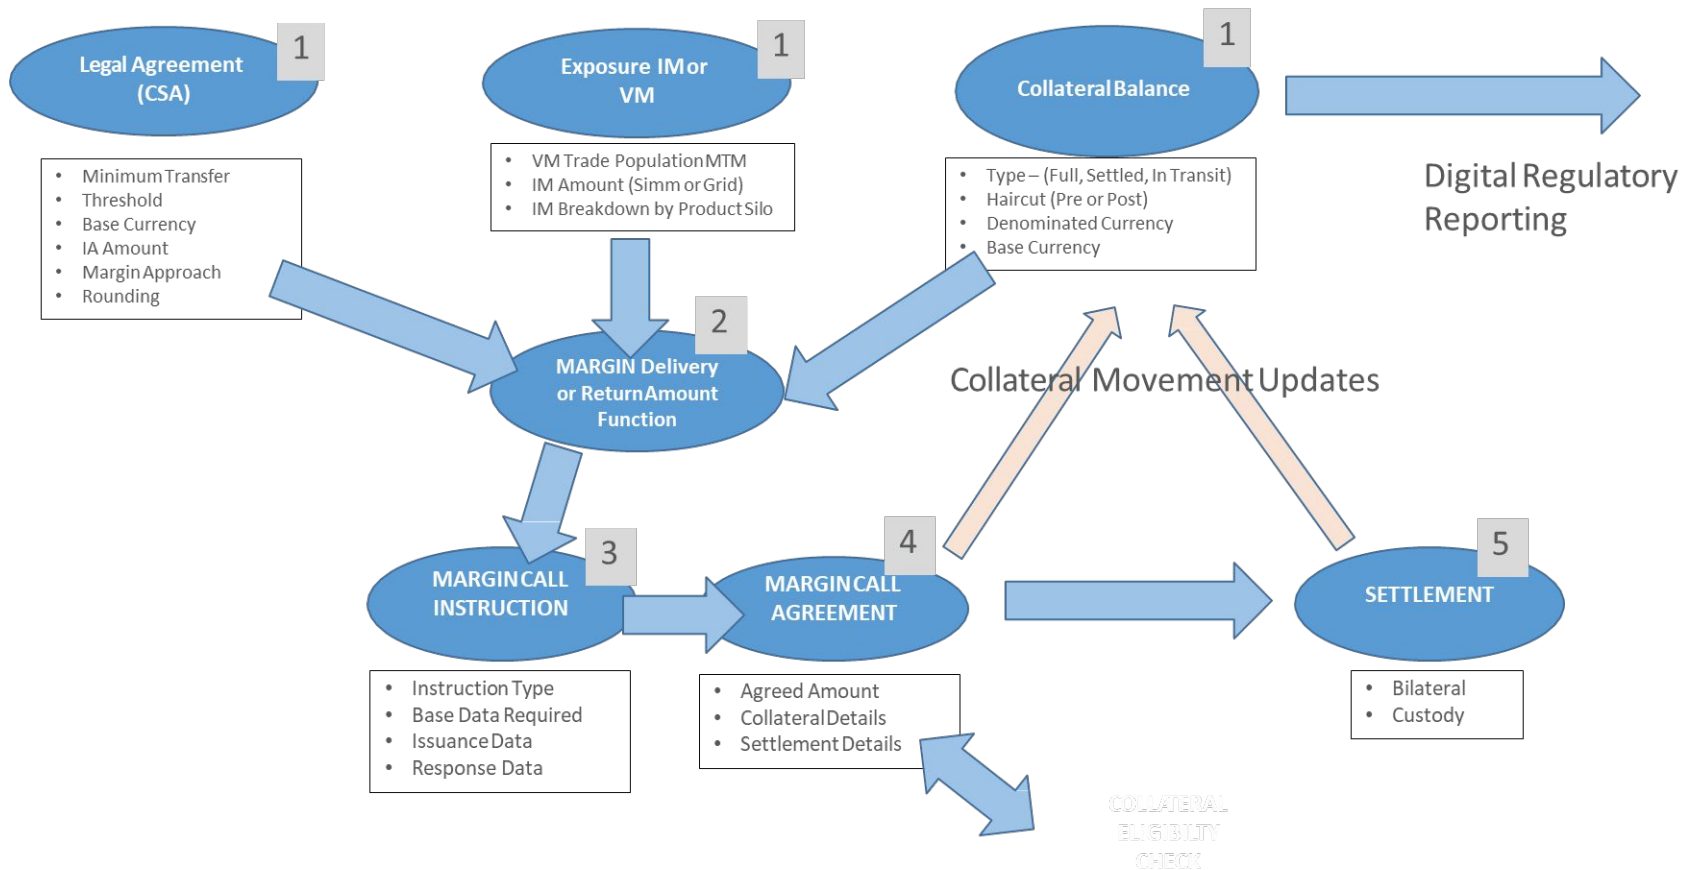 Legal Agreement
(CSA)
1
Minimum Transfer
Threshold
Base Currency
IA Amount
Margin Approach
Rounding
Exposure IM or
VM
1
VM Trade Population MTM
IM Amount (Simm or Grid)
IM Breakdown by Product Silo
Collateral Balance
1
Type – (Full, Settled, In Transit)
Haircut (Pre or Post)
Denominated Currency
Base Currency
Digital Regulatory
Reporting
2
MARGIN Delivery
or Return Amount
Function
Collateral Movement Updates
3
MARGIN CALL
INSTRUCTION
Instruction Type
Base Data Required
Issuance Data
Response Data
4
MARGIN CALL
AGREEMENT
Agreed Amount
Collateral Details
Settlement Details
5
SETTLEMENT
Bilateral
Custody
COLLATERAL
ELIGIBILTY
CHECK